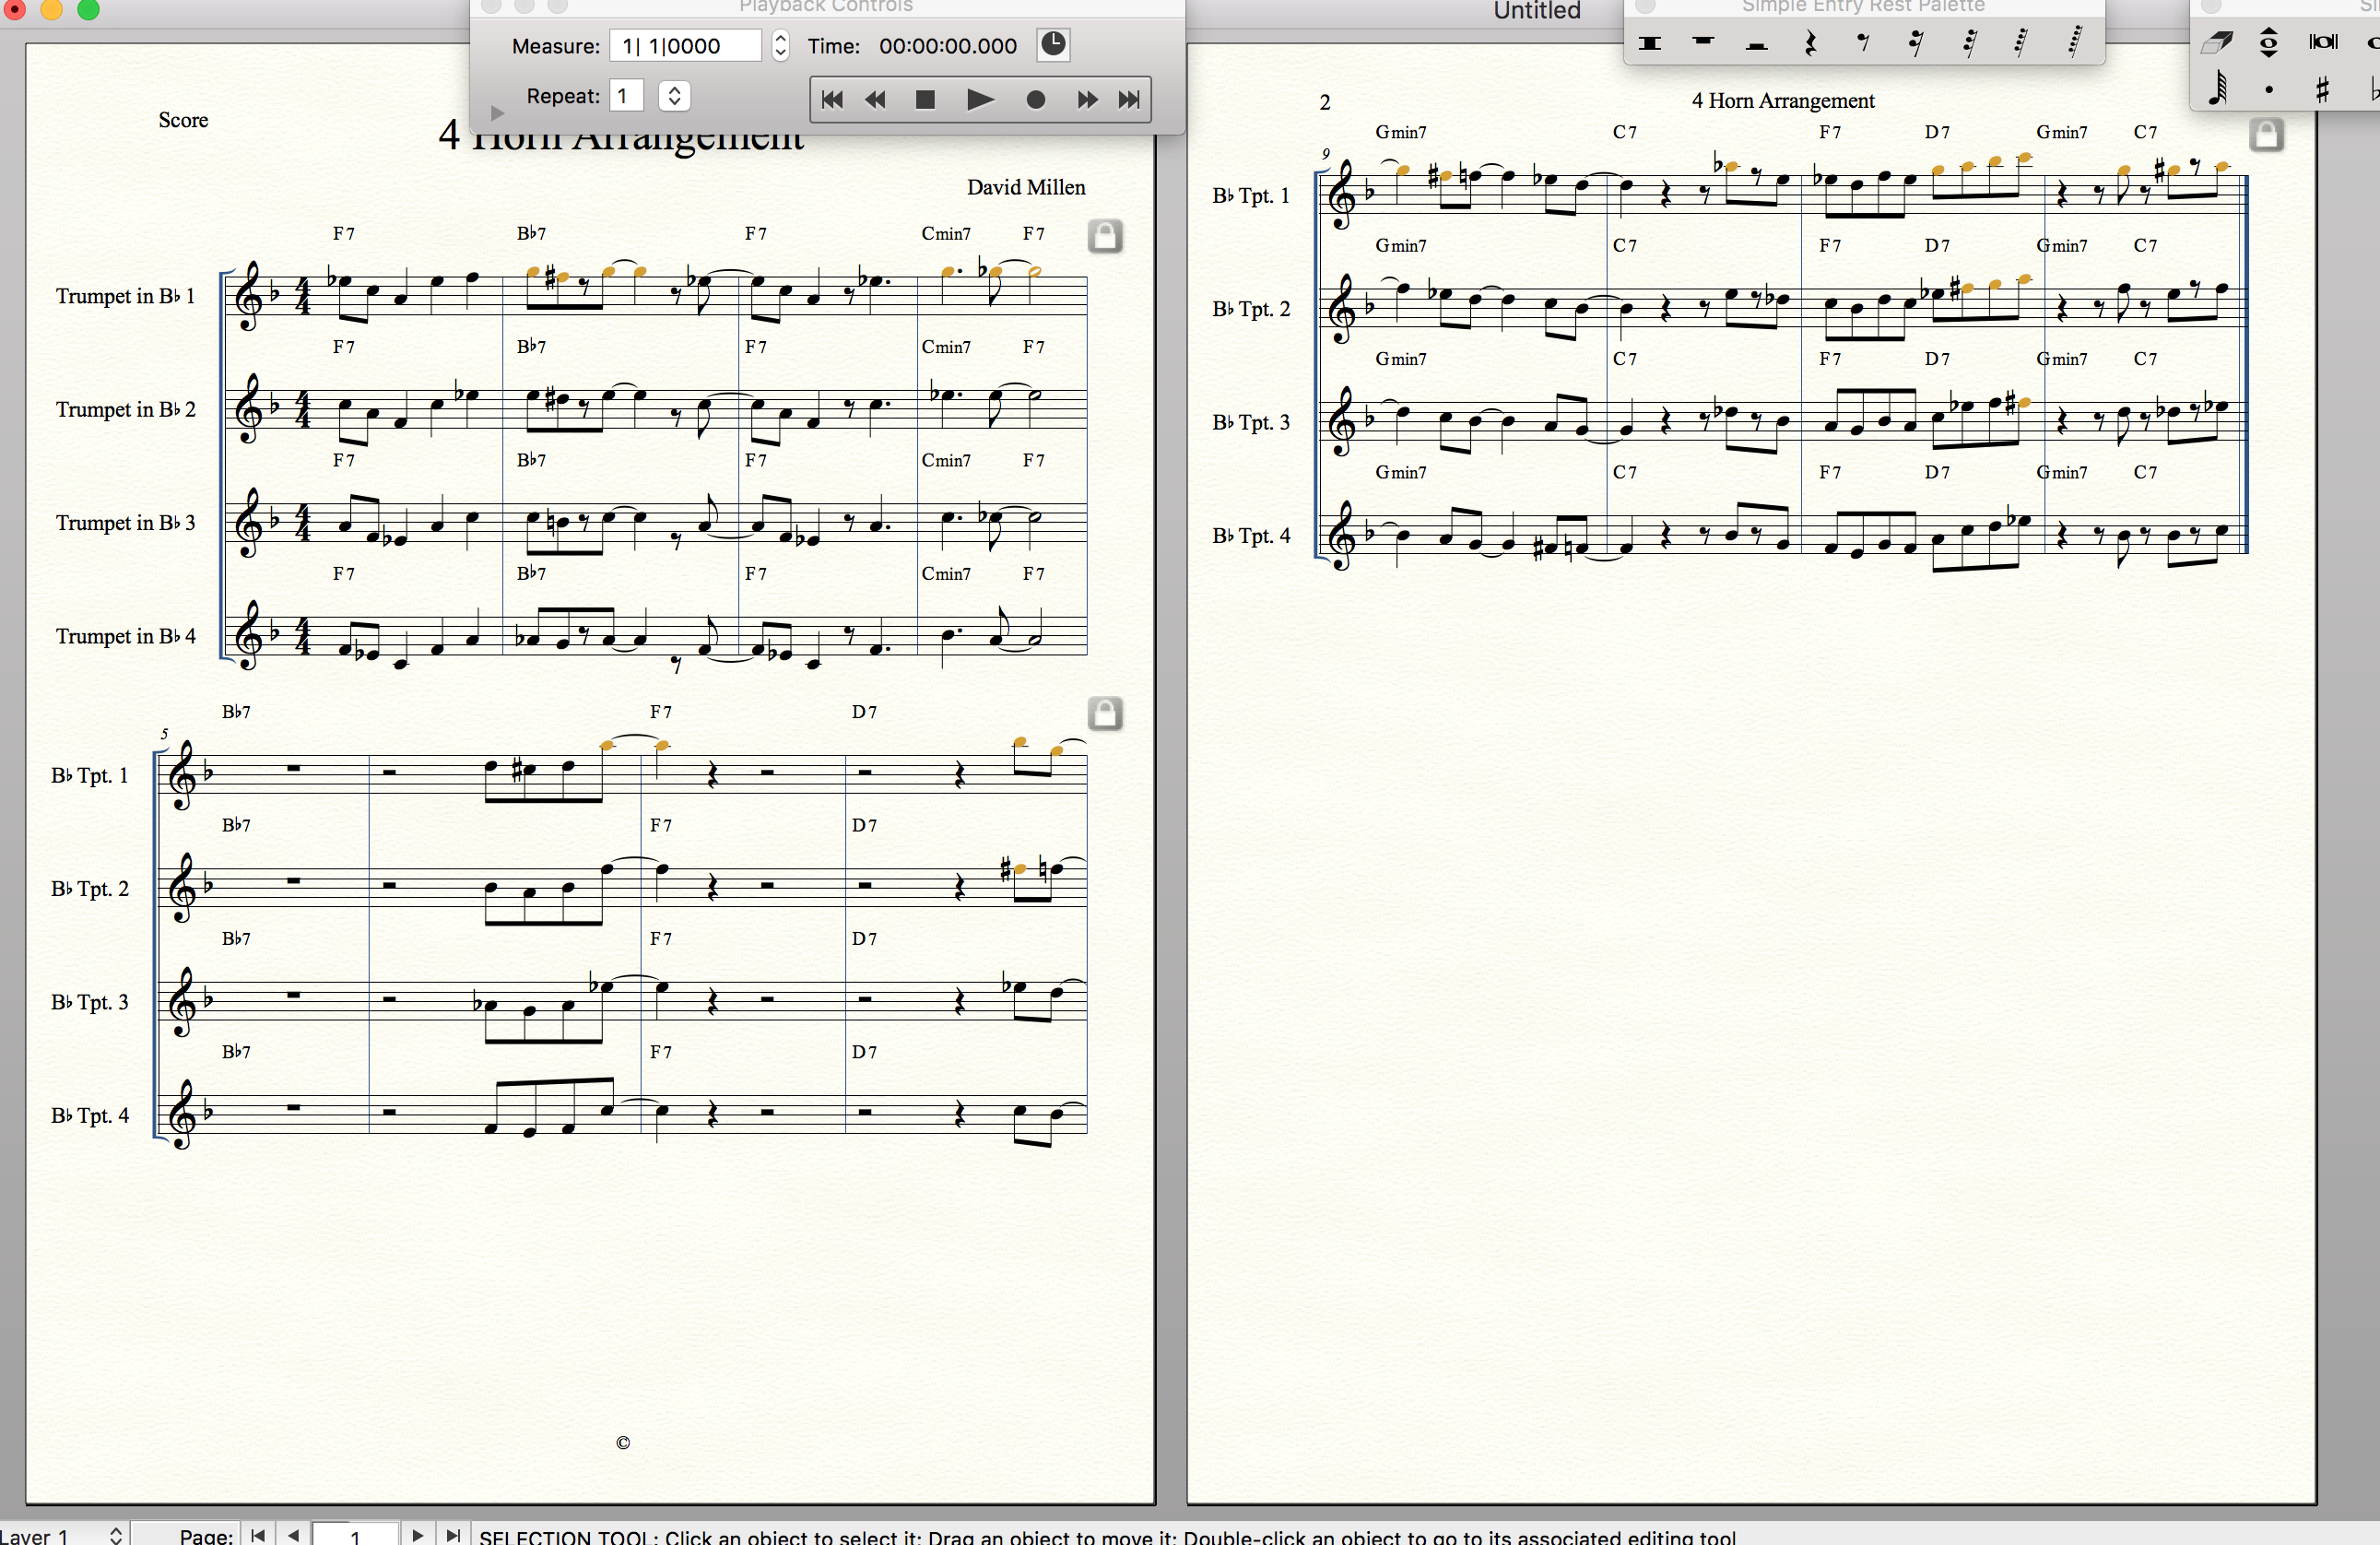 Playback Controls
Measure: 1| 1|0000 Time: 00:00:00.000
Repeat: 1
Untitled
Simple Entry Rest Palette
Score
4 Horn Arrangement
David Millen
F7 B♭7 F7 Cmin7 F7
Trumpet in B♭ 1
F7 B♭7 F7 Cmin7 F7
Trumpet in B♭ 2
F7 B♭7 F7 Cmin7 F7
Trumpet in B♭ 3
F7 B♭7 F7 Cmin7 F7
Trumpet in B♭ 4
B♭7 F7 D7
5
B♭ Tpt. 1
B♭7 F7 D7
B♭ Tpt. 2
B♭7 F7 D7
B♭ Tpt. 3
B♭7 F7 D7
B♭ Tpt. 4
©
2 4 Horn Arrangement
Gmin7 C7 F7 D7 Gmin7 C7
9
B♭ Tpt. 1
Gmin7 C7 F7 D7 Gmin7 C7
B♭ Tpt. 2
Gmin7 C7 F7 D7 Gmin7 C7
B♭ Tpt. 3
Gmin7 C7 F7 D7 Gmin7 C7
B♭ Tpt. 4
Layer 1 Page: 1 SELECTION TOOL: Click an object to select it; Drag an object to move it; Double-click an object to go to its associated editing tool